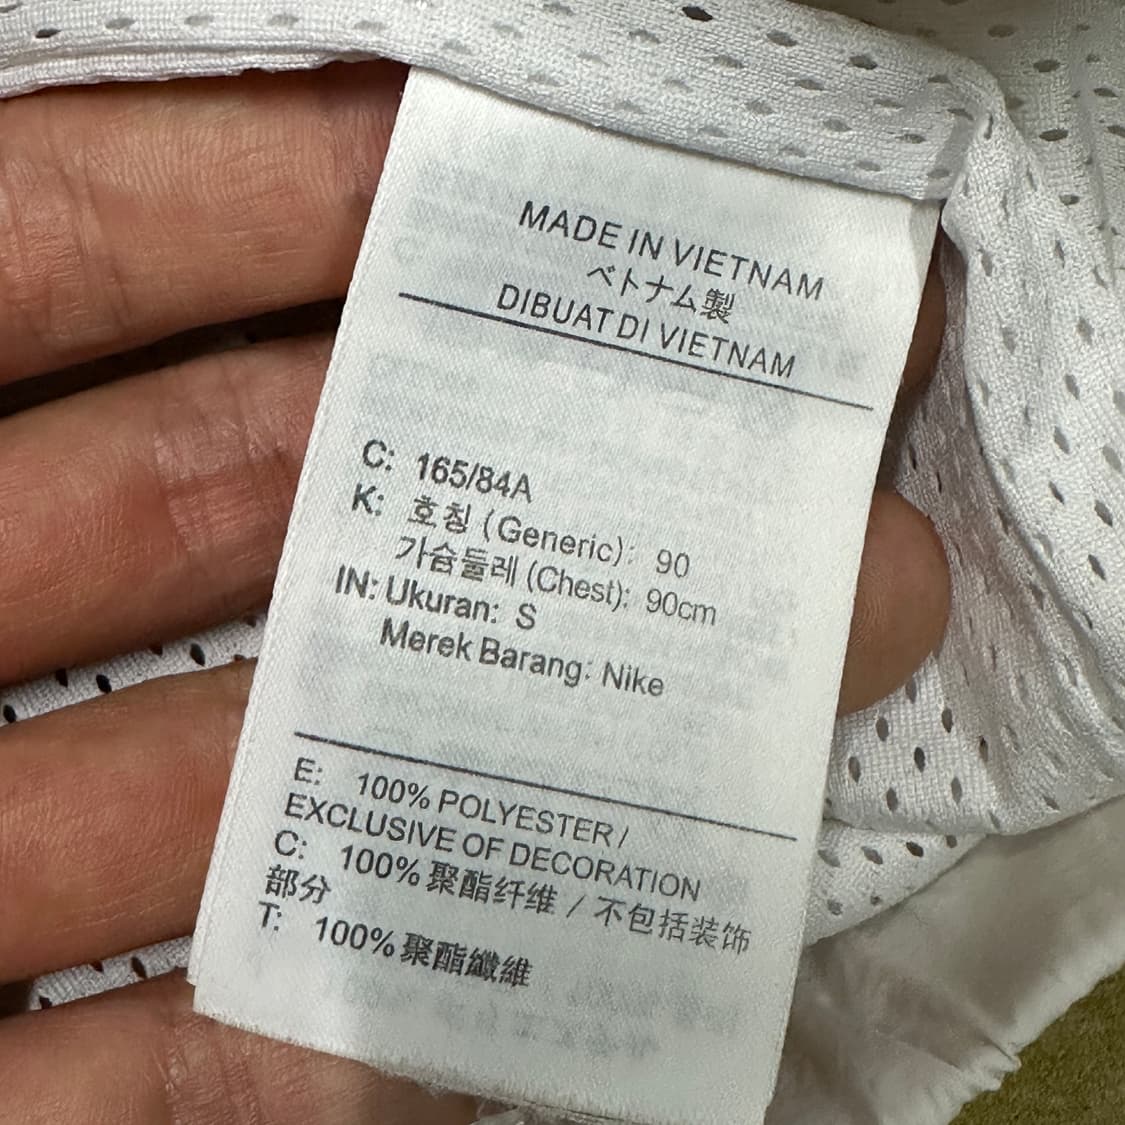 MADE IN VIETNAM
ベトナム製
DIBUAT DI VIETNAM
C: 165/84A
K: 호칭 (Generic): 90
가슴둘레 (Chest): 90cm
IN: Ukuran: S
Merek Barang: Nike
E: 100% POLYESTER /
EXCLUSIVE OF DECORATION
C: 100% 聚酯纤维 / 不包括装饰
部分
T: 100% 聚酯纖維